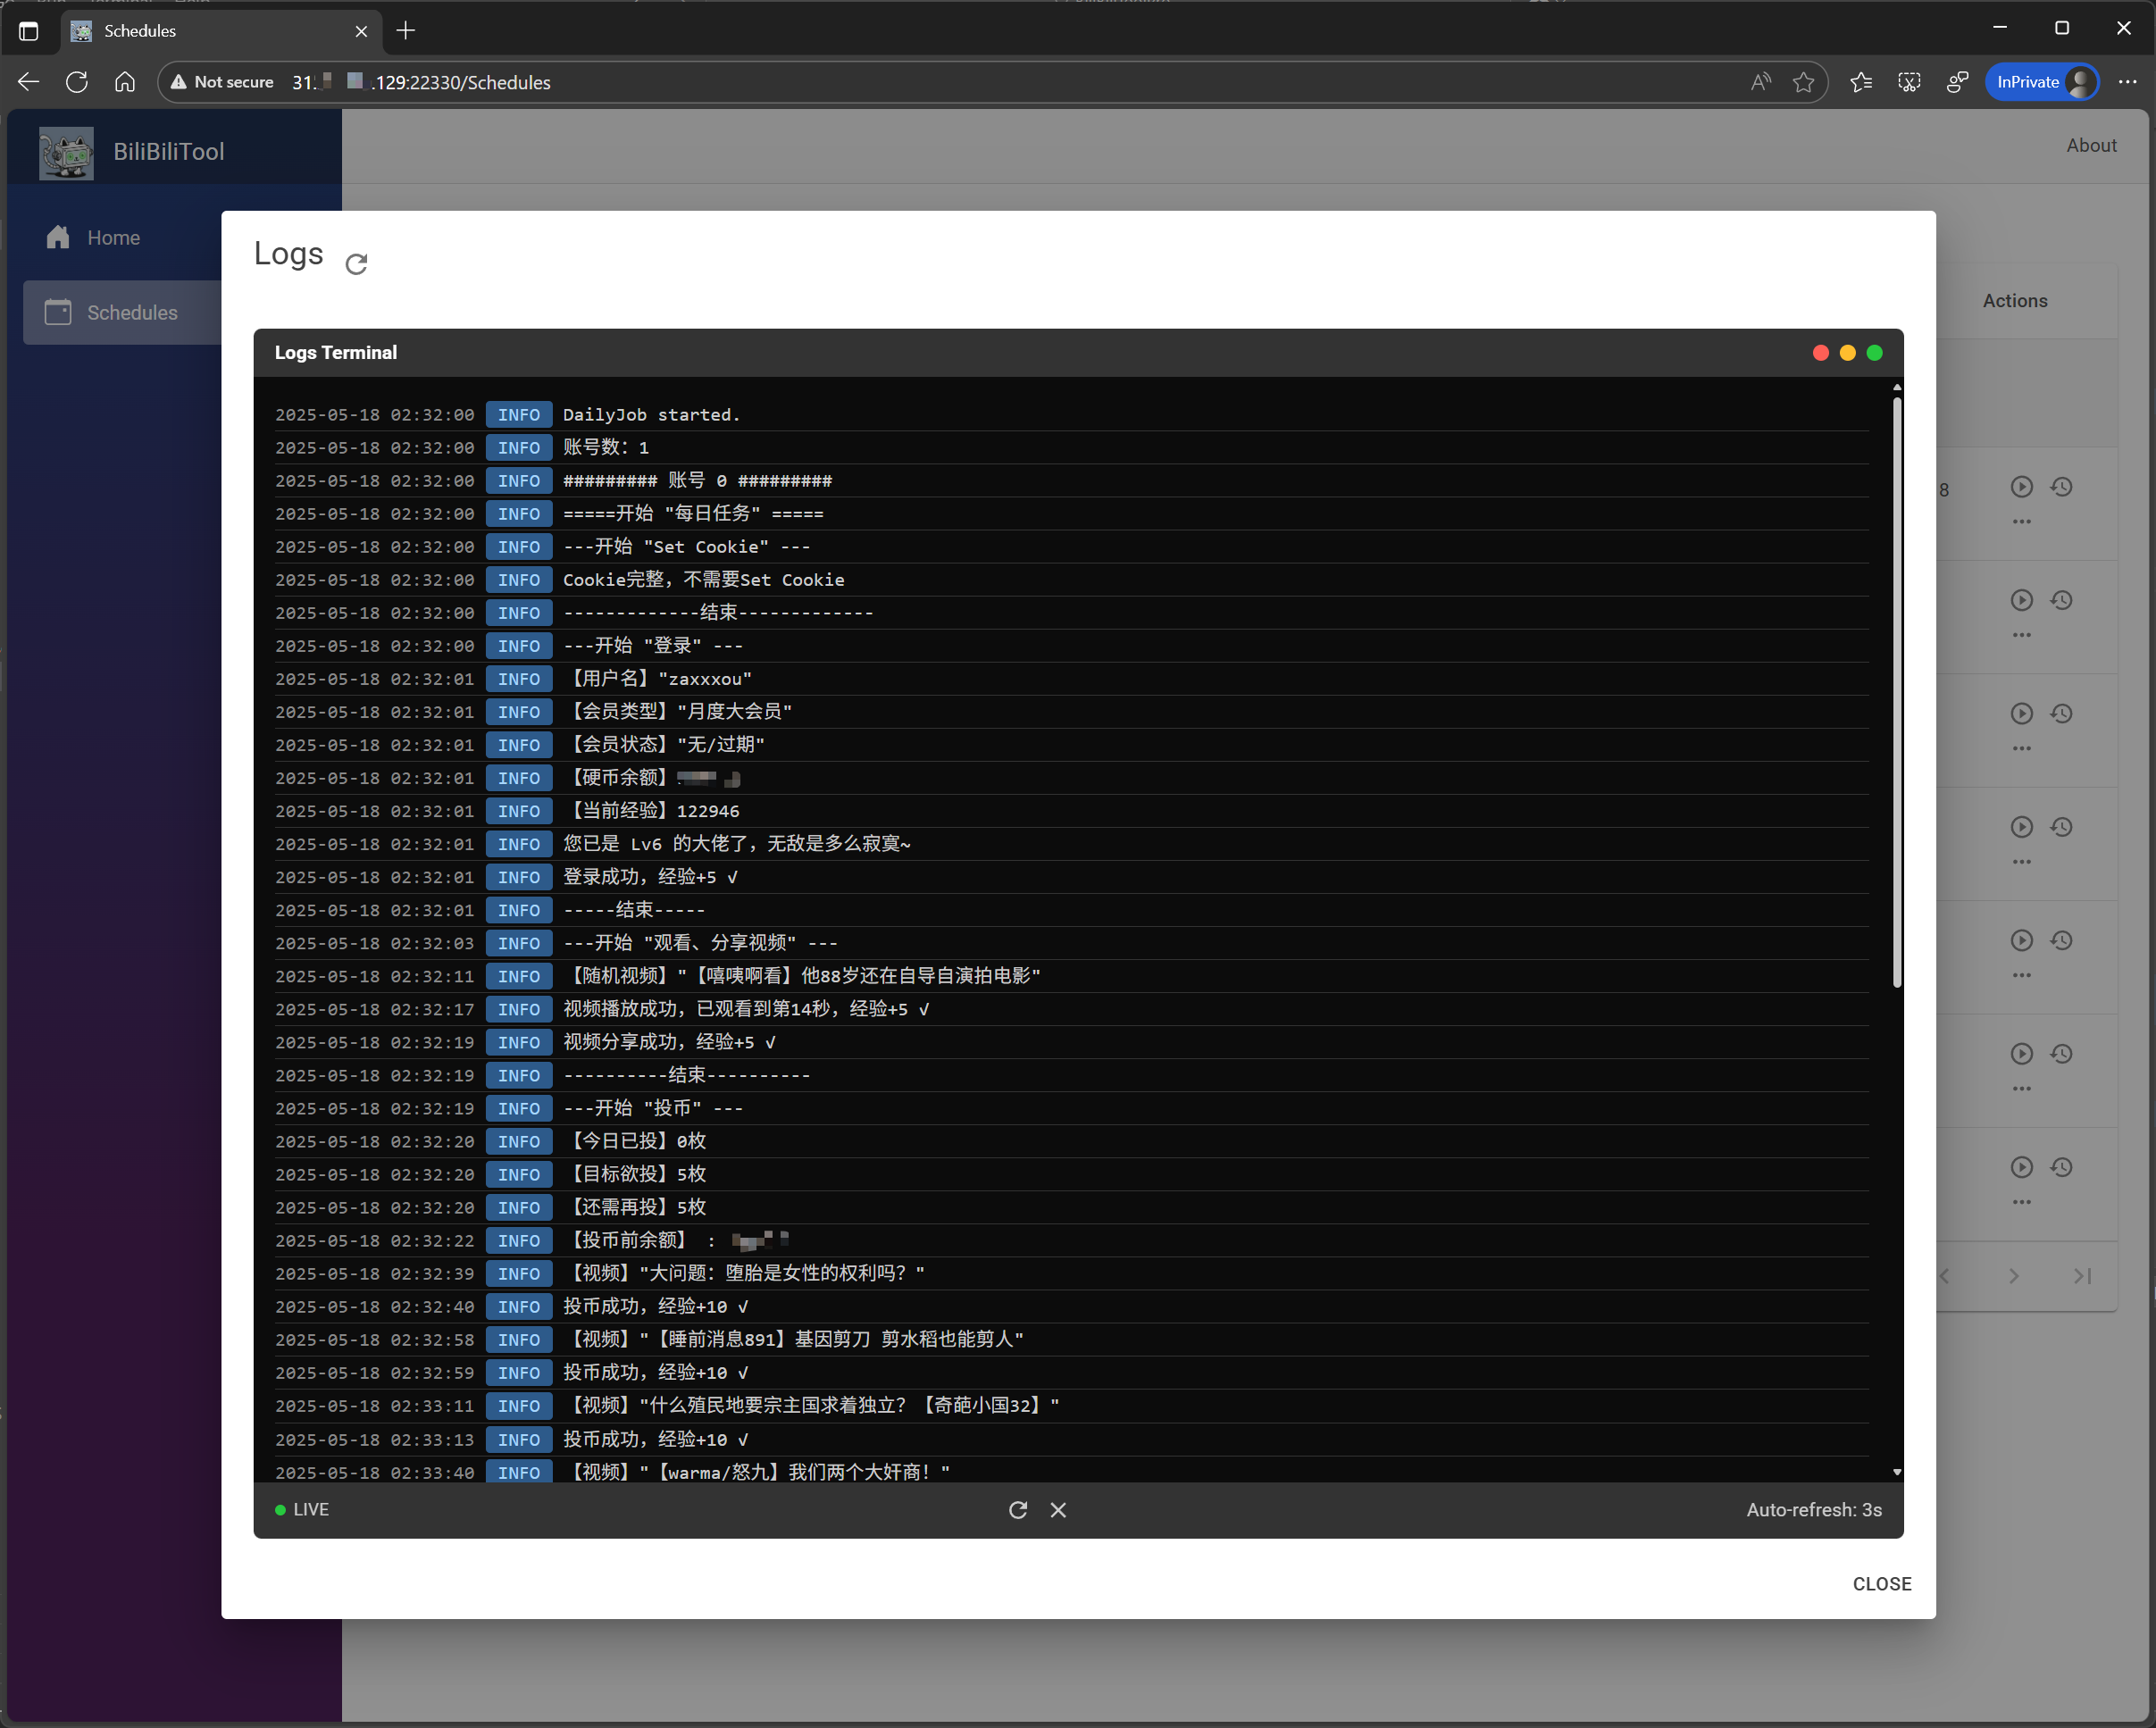 Schedules
Not secure 31. .129:22330/Schedules
InPrivate
BiliBiliTool
About
Home
Schedules
Actions
8
Logs
Logs Terminal
2025-05-18 02:32:00 INFO DailyJob started.
2025-05-18 02:32:00 INFO 账号数：1
2025-05-18 02:32:00 INFO ######### 账号 0 #########
2025-05-18 02:32:00 INFO =====开始 "每日任务" =====
2025-05-18 02:32:00 INFO ---开始 "Set Cookie" ---
2025-05-18 02:32:00 INFO Cookie完整，不需要Set Cookie
2025-05-18 02:32:00 INFO -------------结束-------------
2025-05-18 02:32:00 INFO ---开始 "登录" ---
2025-05-18 02:32:01 INFO 【用户名】"zaxxxou"
2025-05-18 02:32:01 INFO 【会员类型】"月度大会员"
2025-05-18 02:32:01 INFO 【会员状态】"无/过期"
2025-05-18 02:32:01 INFO 【硬币余额】
2025-05-18 02:32:01 INFO 【当前经验】122946
2025-05-18 02:32:01 INFO 您已是 Lv6 的大佬了，无敌是多么寂寞~
2025-05-18 02:32:01 INFO 登录成功，经验+5 √
2025-05-18 02:32:01 INFO -----结束-----
2025-05-18 02:32:03 INFO ---开始 "观看、分享视频" ---
2025-05-18 02:32:11 INFO 【随机视频】"【嘻咦啊看】他88岁还在自导自演拍电影"
2025-05-18 02:32:17 INFO 视频播放成功，已观看到第14秒，经验+5 √
2025-05-18 02:32:19 INFO 视频分享成功，经验+5 √
2025-05-18 02:32:19 INFO ----------结束----------
2025-05-18 02:32:19 INFO ---开始 "投币" ---
2025-05-18 02:32:20 INFO 【今日已投】0枚
2025-05-18 02:32:20 INFO 【目标欲投】5枚
2025-05-18 02:32:20 INFO 【还需再投】5枚
2025-05-18 02:32:22 INFO 【投币前余额】 :
2025-05-18 02:32:39 INFO 【视频】"大问题：堕胎是女性的权利吗？"
2025-05-18 02:32:40 INFO 投币成功，经验+10 √
2025-05-18 02:32:58 INFO 【视频】"【睡前消息891】基因剪刀 剪水稻也能剪人"
2025-05-18 02:32:59 INFO 投币成功，经验+10 √
2025-05-18 02:33:11 INFO 【视频】"什么殖民地要宗主国求着独立？【奇葩小国32】"
2025-05-18 02:33:13 INFO 投币成功，经验+10 √
2025-05-18 02:33:40 INFO 【视频】"【warma/怒九】我们两个大奸商！"
LIVE
Auto-refresh: 3s
CLOSE